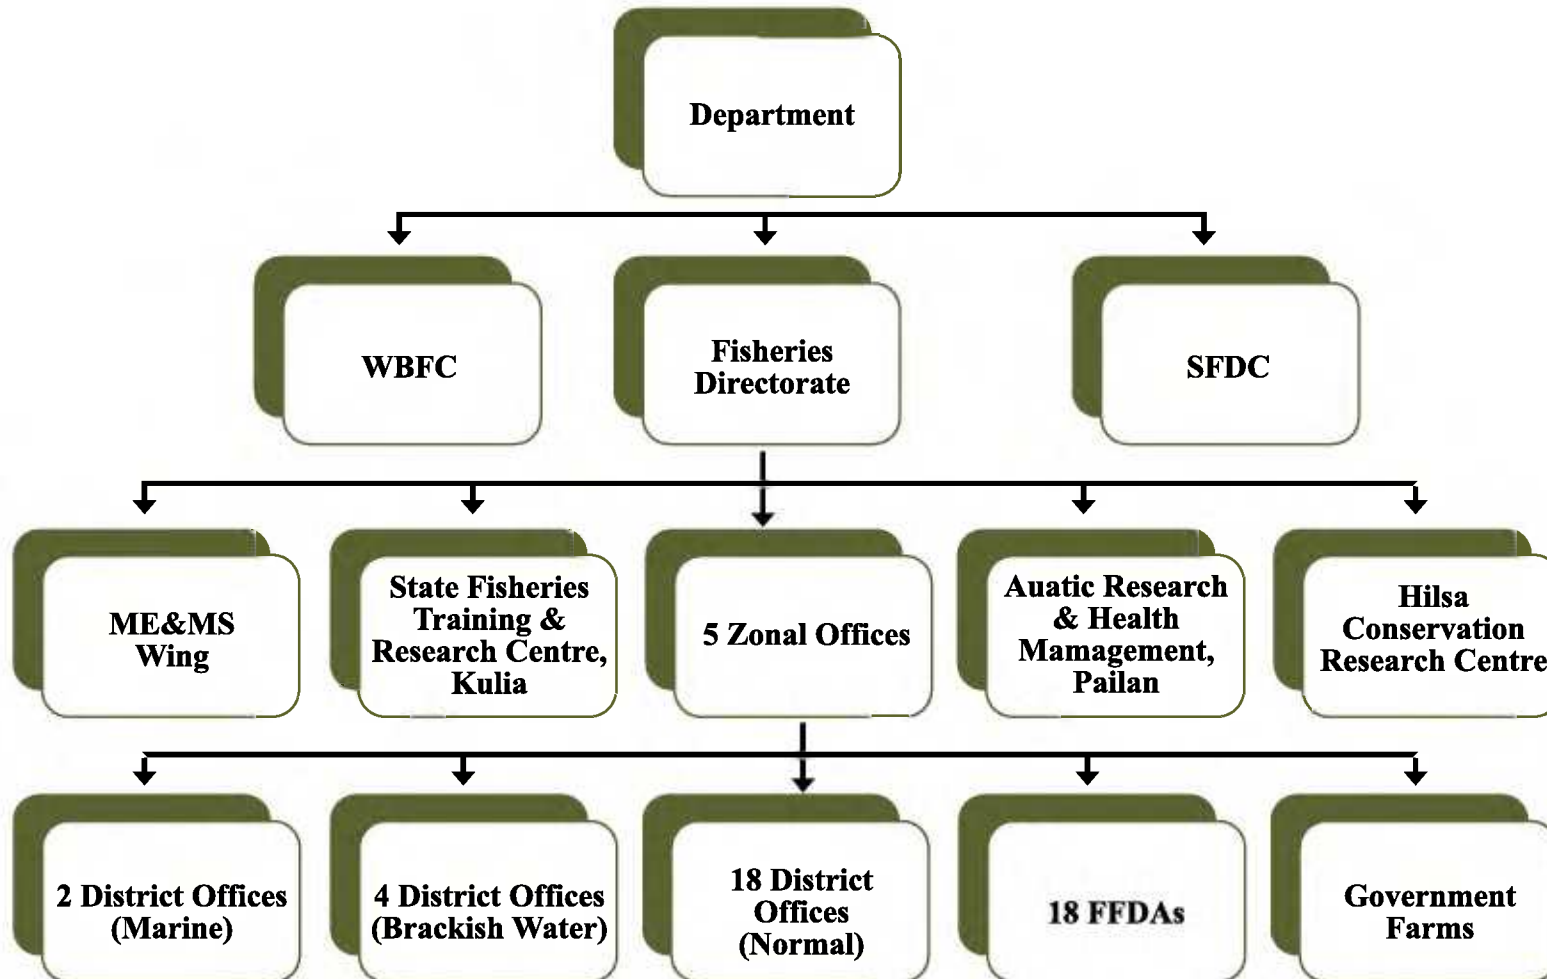 Department
WBFC
Fisheries
Directorate
SFDC
ME&MS
Wing
State Fisheries
Training &
Research Centre,
Kulia
5 Zonal Offices
Auatic Research
& Health
Mamagement,
Pailan
Hilsa
Conservation
Research Centre
2 District Offices
(Marine)
4 District Offices
(Brackish Water)
18 District
Offices
(Normal)
18 FFDAs
Government
Farms